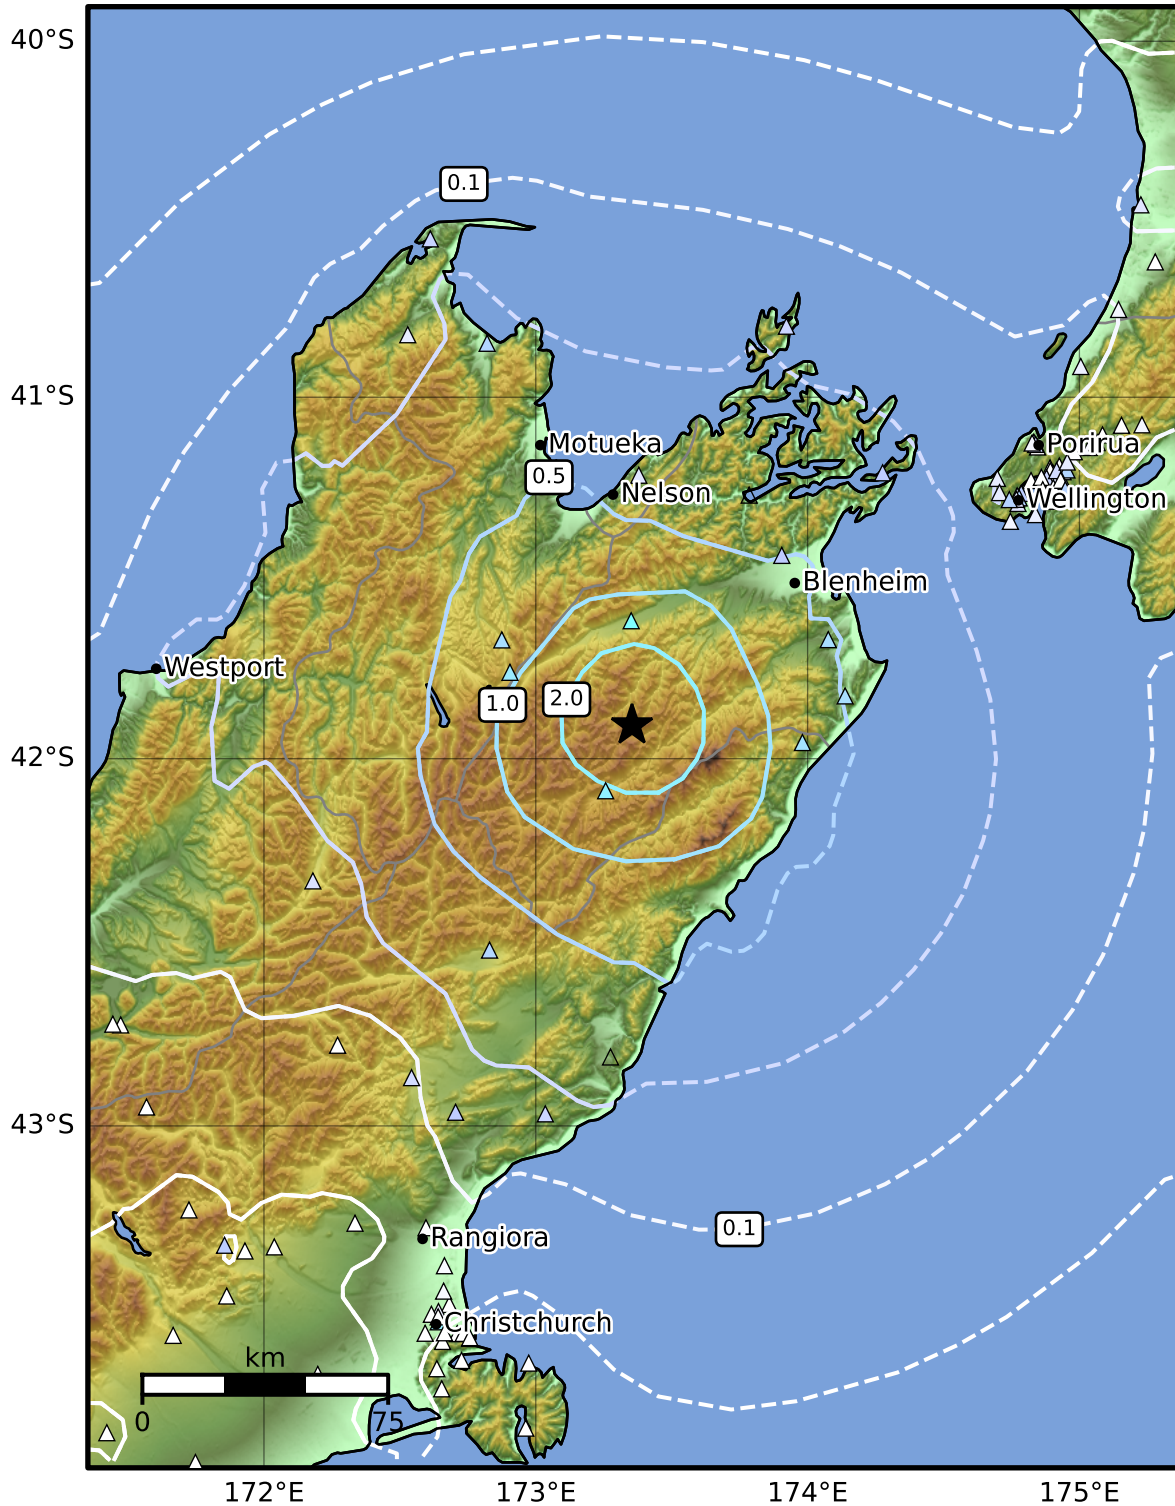 40°S
0.1
41°S
Motueka
Porirua
0.5
Nelson
Wellington
Blenheim
Westport
1.0
2.0
42°S
43°S
0.1
Rangiora
Christchurch
km
0
75
172°E
173°E
174°E
175°E